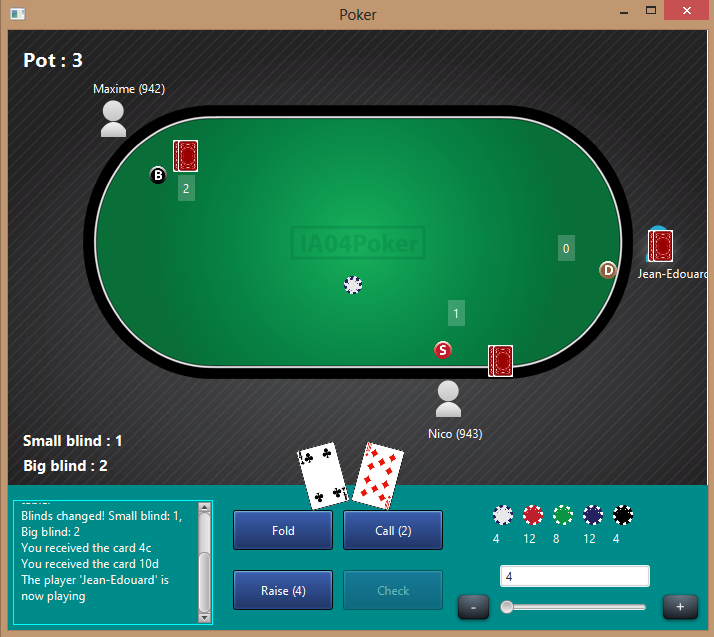 Poker
Pot : 3
Maxime (942)
B
2
IA04Poker
0
D
Jean-Edouard
1
S
Nico (943)
Small blind : 1
Big blind : 2
Blinds changed! Small blind: 1,
Big blind: 2
You received the card 4c
You received the card 10d
The player 'Jean-Edouard' is
now playing
Fold
Call (2)
Raise (4)
Check
4
12
8
12
4
4
-
+